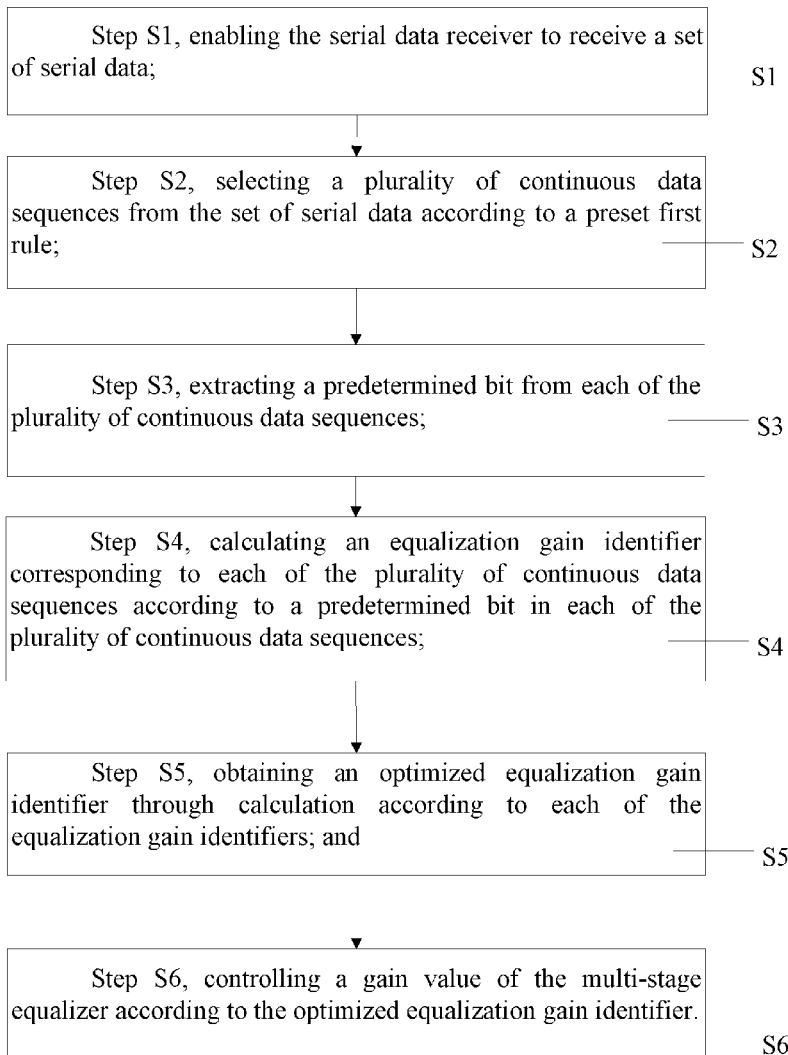 Step S1, enabling the serial data receiver to receive a set
of serial data;
S1
Step S2, selecting a plurality of continuous data
sequences from the set of serial data according to a preset first
rule;
S2
Step S3, extracting a predetermined bit from each of the
plurality of continuous data sequences;
S3
Step S4, calculating an equalization gain identifier
corresponding to each of the plurality of continuous data
sequences according to a predetermined bit in each of the
plurality of continuous data sequences;
S4
Step S5, obtaining an optimized equalization gain
identifier through calculation according to each of the
equalization gain identifiers; and
S5
Step S6, controlling a gain value of the multi-stage
equalizer according to the optimized equalization gain identifier.
S6